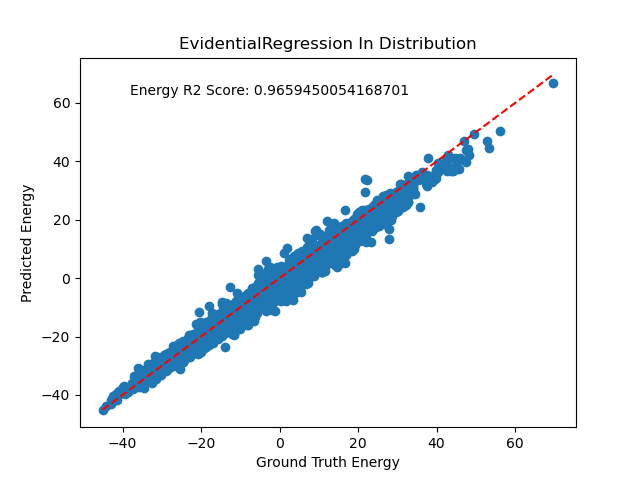 EvidentialRegression In Distribution
Energy R2 Score: 0.9659450054168701
Predicted Energy
60
40
20
0
−20
−40
−40 −20 0 20 40 60
Ground Truth Energy